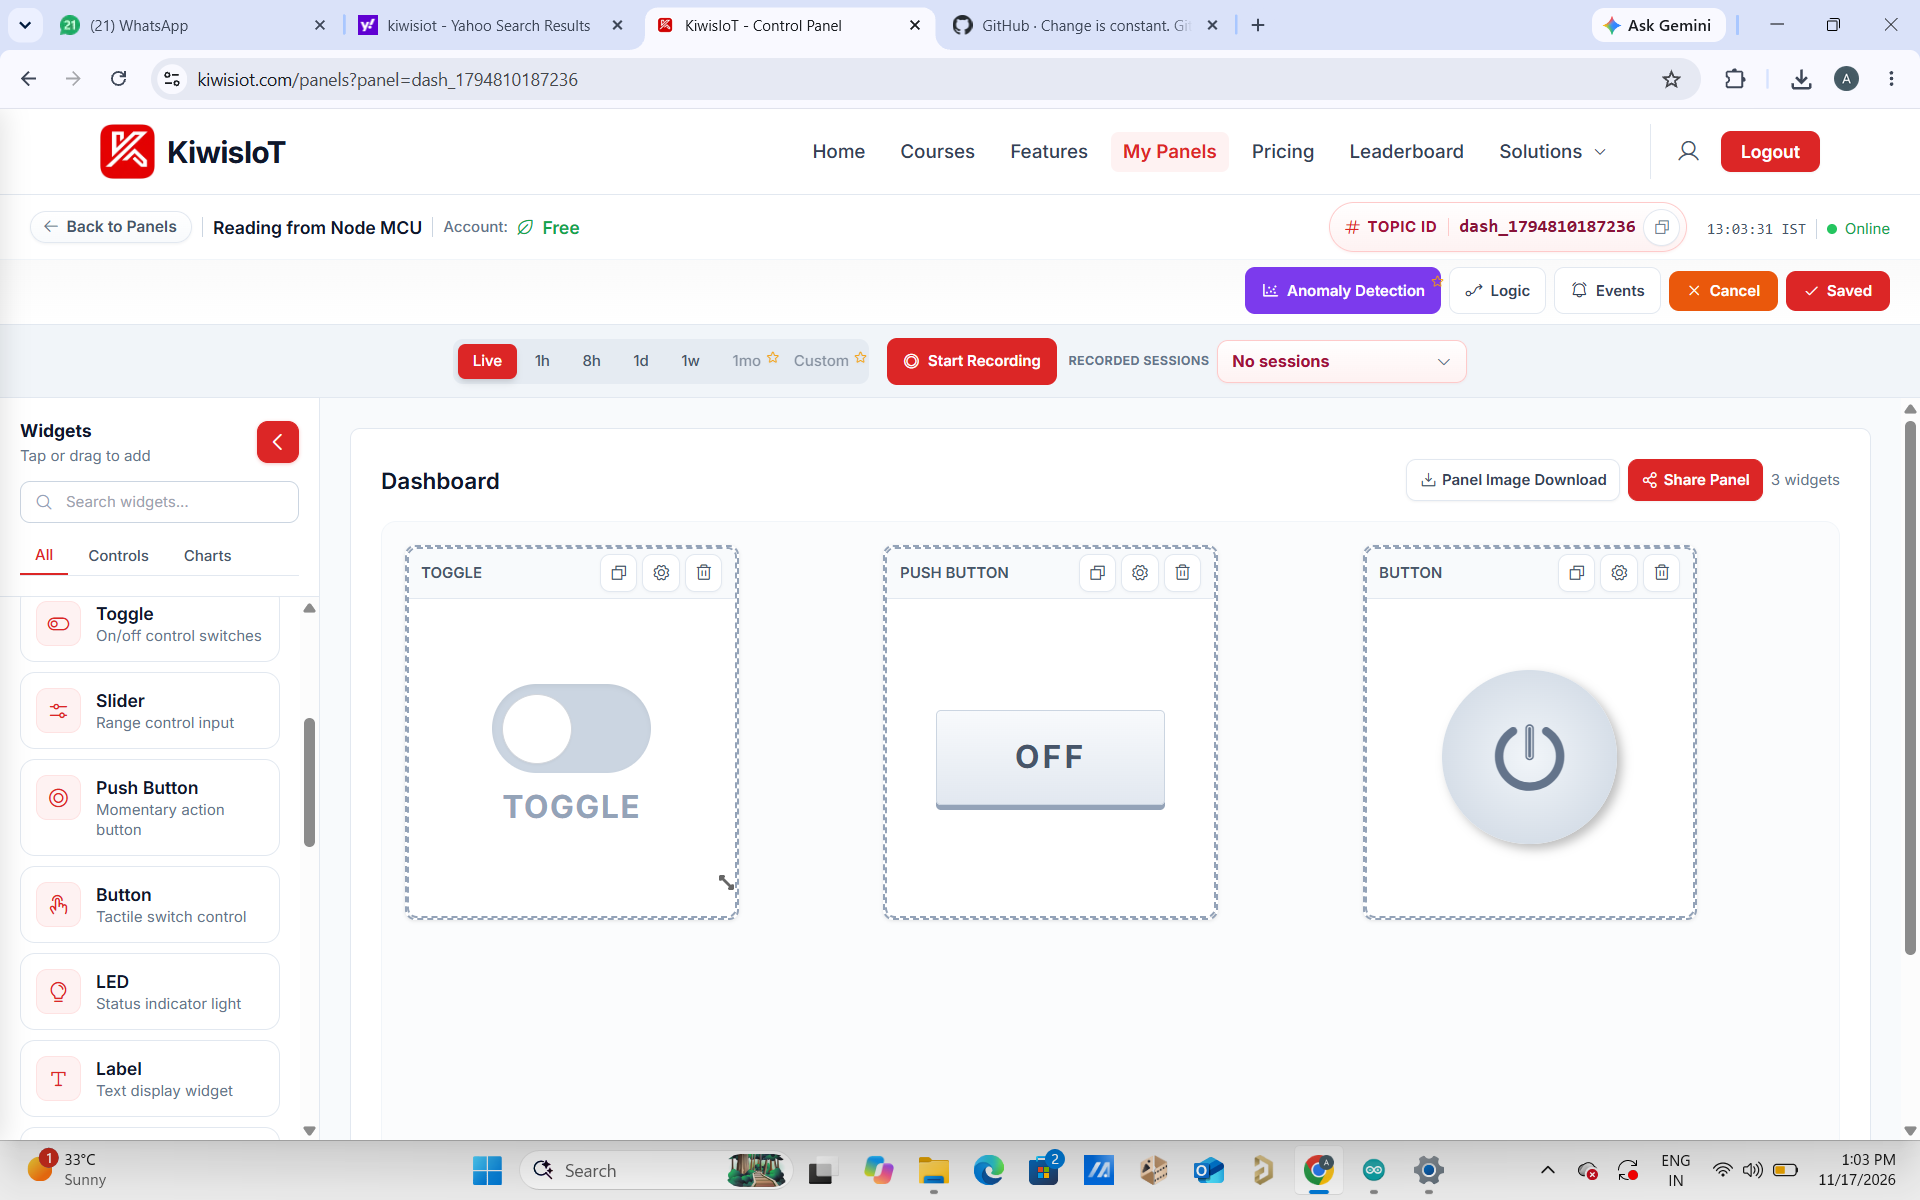 21 (21) WhatsApp
kiwisiot - Yahoo Search Results
KiwisIoT - Control Panel
GitHub · Change is constant. Gi
Ask Gemini
kiwisiot.com/panels?panel=dash_1794810187236
A
KiwisIoT
Home
Courses
Features
My Panels
Pricing
Leaderboard
Solutions
Logout
Back to Panels
Reading from Node MCU
Account: Free
# TOPIC ID dash_1794810187236
13:03:31 IST
Online
Anomaly Detection
Logic
Events
Cancel
Saved
Live
1h
8h
1d
1w
1mo
Custom
Start Recording
RECORDED SESSIONS
No sessions
Widgets
Tap or drag to add
Search widgets...
All
Controls
Charts
Toggle
On/off control switches
Slider
Range control input
Push Button
Momentary action
button
Button
Tactile switch control
LED
Status indicator light
Label
Text display widget
Dashboard
Panel Image Download
Share Panel
3 widgets
TOGGLE
TOGGLE
PUSH BUTTON
OFF
BUTTON
1
33°C
Sunny
Search
2
A
ENG
IN
1:03 PM
11/17/2026